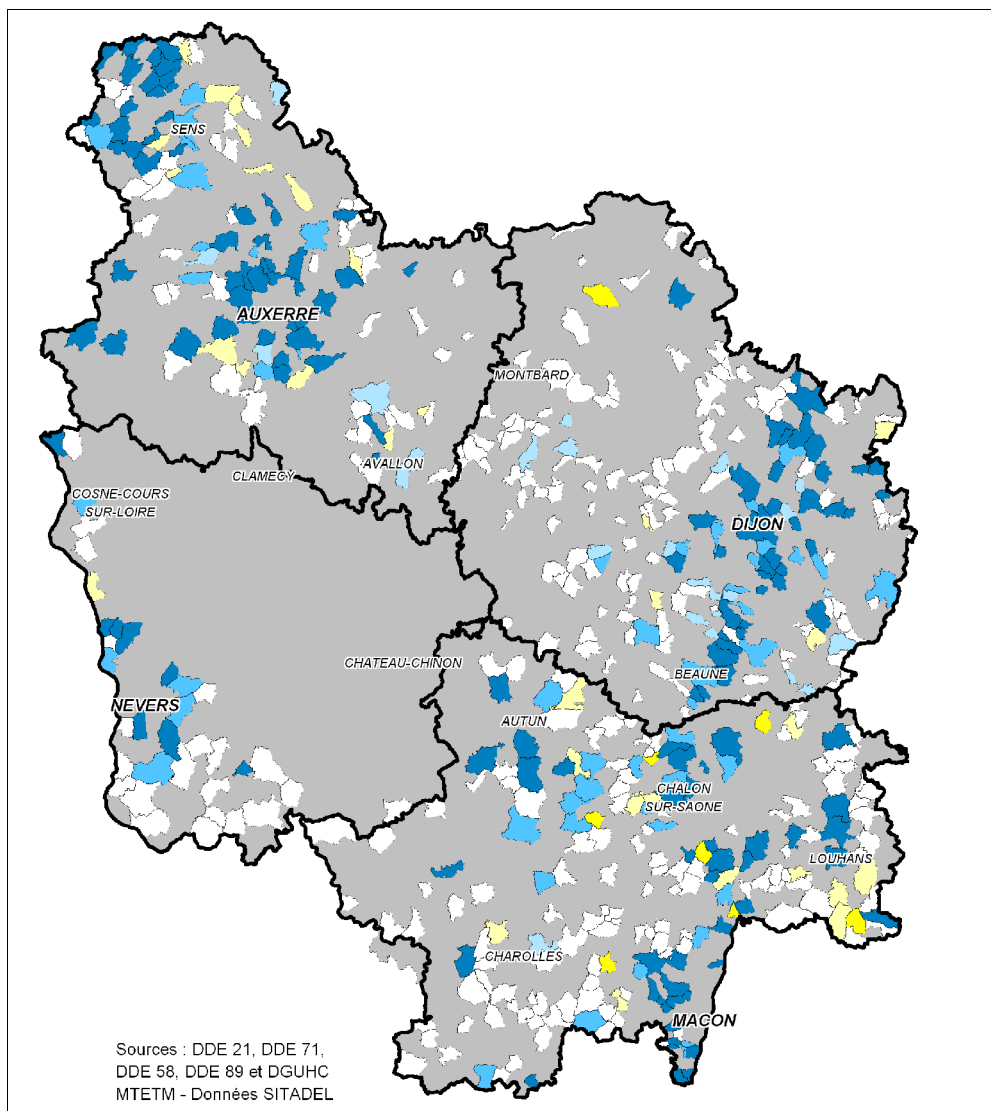 SENS
AUXERRE
MONTBARD
AVALLON
CLAMECY
COSNE-COURS
SUR-LOIRE
DIJON
CHATEAU-CHINON
BEAUNE
NEVERS
AUTUN
CHALON
SUR-SAONE
LOUHANS
CHAROLLES
MACON
Sources : DDE 21, DDE 71,
DDE 58, DDE 89 et DGUHC
MTETM - Données SITADEL